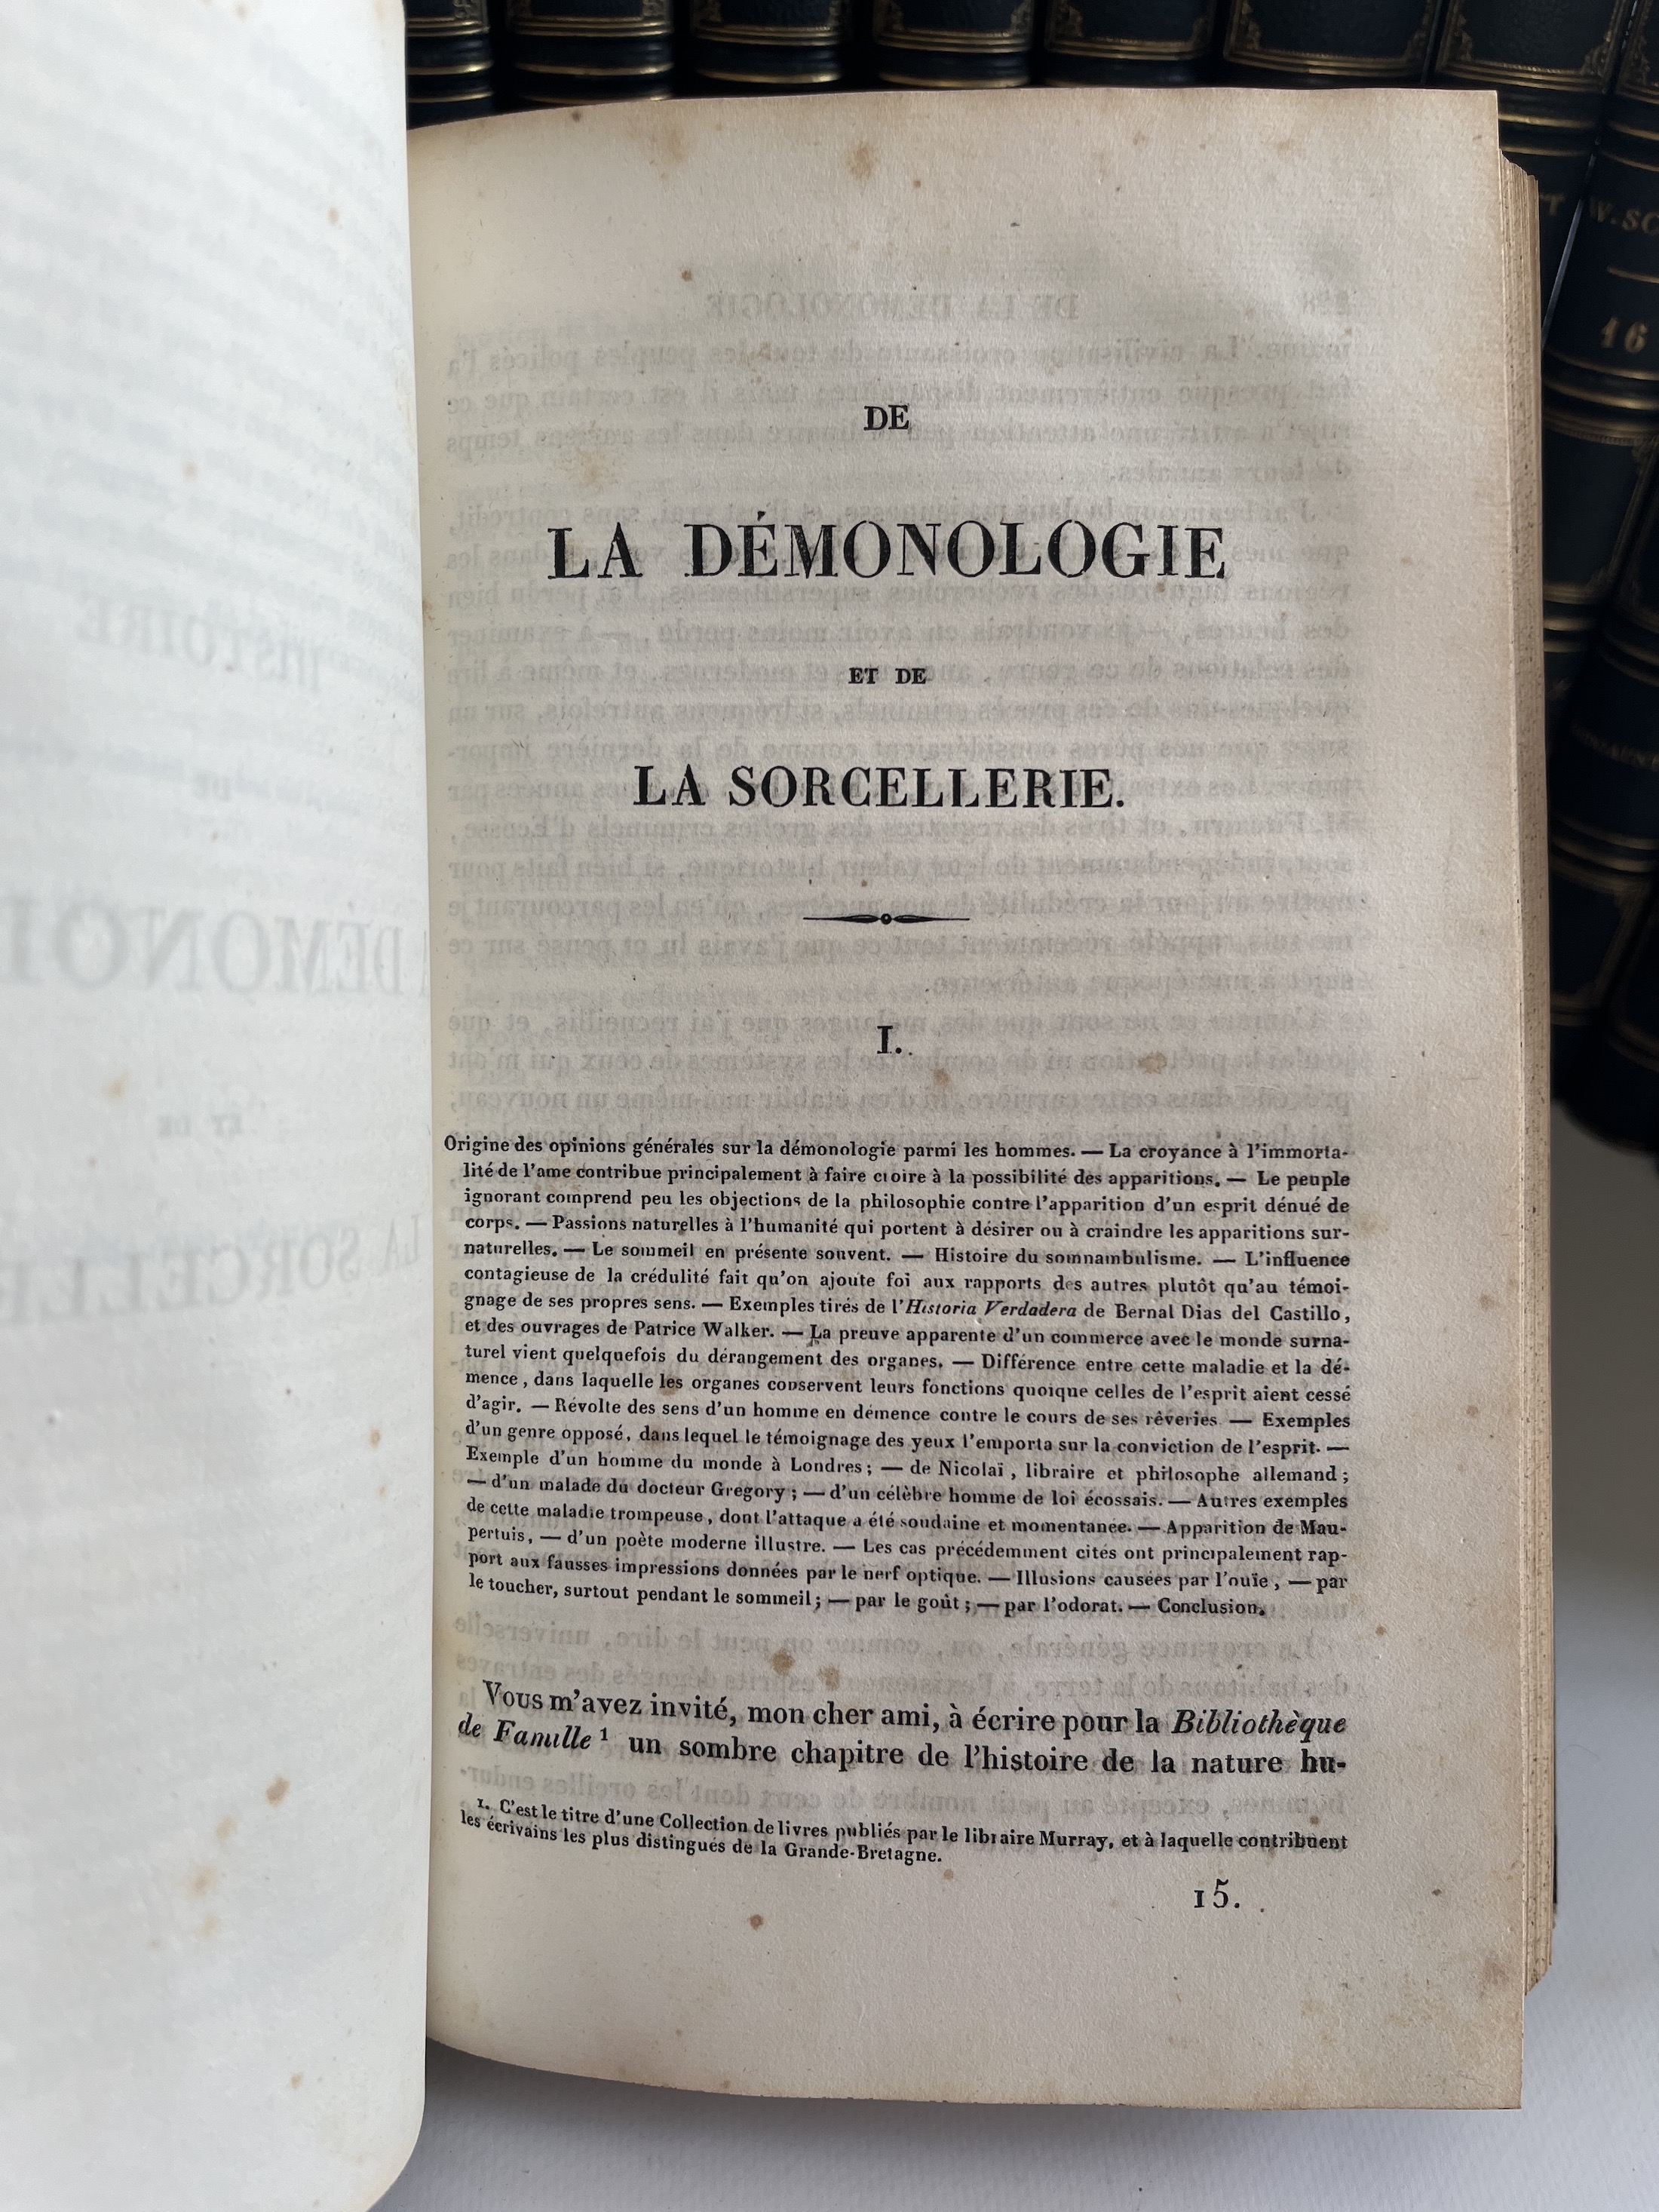 DE
LA DÉMONOLOGIE
ET DE
LA SORCELLERIE.
I.
Origine des opinions générales sur la démonologie parmi les hommes. — La croyance à l'immorta-
lité de l'ame contribue principalement à faire croire à la possibilité des apparitions. — Le peuple
ignorant comprend peu les objections de la philosophie contre l'apparition d'un esprit dénué de
corps. — Passions naturelles à l'humanité qui portent à désirer ou à craindre les apparitions sur-
naturelles. — Le sommeil en présente souvent. — Histoire du somnambulisme. — L'influence
contagieuse de la crédulité fait qu'on ajoute foi aux rapports des autres plutôt qu'au témoi-
gnage de ses propres sens. — Exemples tirés de l'Historia Verdadera de Bernal Dias del Castillo,
et des ouvrages de Patrice Walker. — La preuve apparente d'un commerce avec le monde surna-
turel vient quelquefois du dérangement des organes. — Différence entre cette maladie et la dé-
mence, dans laquelle les organes conservent leurs fonctions quoique celles de l'esprit aient cessé
d'agir. — Révolte des sens d'un homme en démence contre le cours de ses rêveries — Exemples
d'un genre opposé, dans lequel le témoignage des yeux l'emporta sur la conviction de l'esprit. —
Exemple d'un homme du monde à Londres; — de Nicolaï, libraire et philosophe allemand;
— d'un malade du docteur Grégory; — d'un célèbre homme de loi écossais. — Autres exemples
de cette maladie trompeuse, dont l'attaque a été soudaine et momentanée. — Apparition de Mau-
pertuis, — d'un poète moderne illustre. — Les cas précédemment cités ont principalement rap-
port aux fausses impressions données par le nerf optique. — Illusions causées par l'ouïe, — par
le toucher, surtout pendant le sommeil; — par le goût; — par l'odorat. — Conclusion.
Vous m'avez invité, mon cher ami, à écrire pour la Bibliothèque
de Famille 1 un sombre chapitre de l'histoire de la nature hu-
1. C'est le titre d'une Collection de livres publiés par le libraire Murray, et à laquelle contribuent
les écrivains les plus distingués de la Grande-Bretagne.
15.
W. SC
16